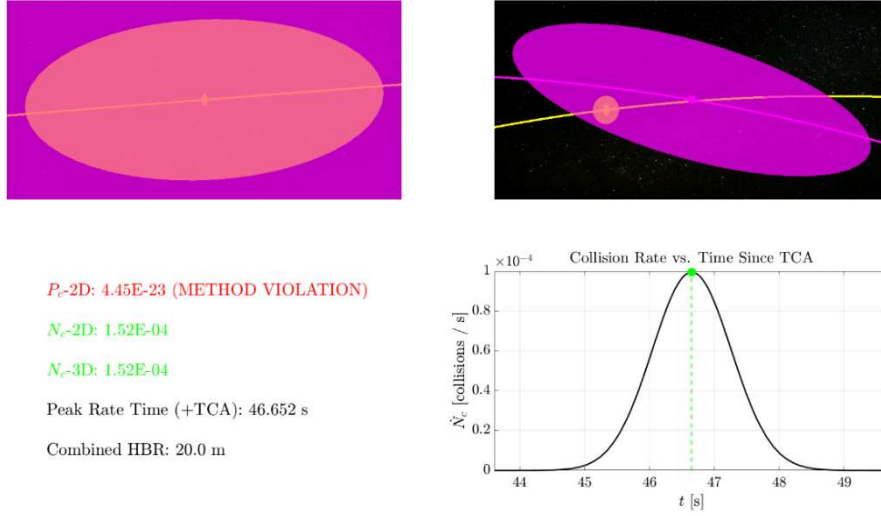 P_c-2D: 4.45E-23 (METHOD VIOLATION)
N_c-2D: 1.52E-04
N_c-3D: 1.52E-04
Peak Rate Time (+TCA): 46.652 s
Combined HBR: 20.0 m
×10⁻⁴
Collision Rate vs. Time Since TCA
1
0.8
0.6
0.4
0.2
0
Ṅ_c [collisions / s]
44 45 46 47 48 49
t [s]